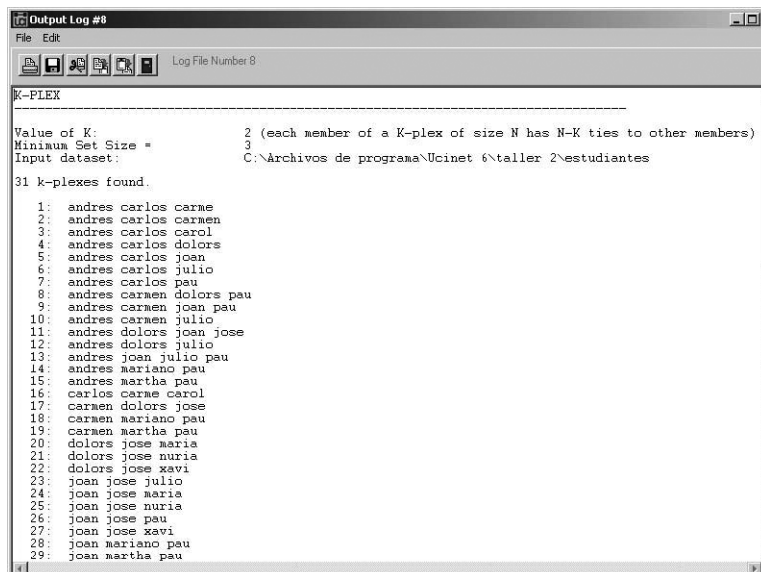 Output Log #8
File Edit
Log File Number 8
K-PLEX
--------------------------------------------------------------------------------
Value of K: 2 (each member of a K-plex of size N has N-K ties to other members)
Minimum Set Size = 3
Input dataset: C:\Archivos de programa\Ucinet 6\taller 2\estudiantes
31 k-plexes found.
1: andres carlos carme
2: andres carlos carmen
3: andres carlos carol
4: andres carlos dolors
5: andres carlos joan
6: andres carlos julio
7: andres carlos pau
8: andres carmen dolors pau
9: andres carmen joan pau
10: andres carmen julio
11: andres dolors joan jose
12: andres dolors julio
13: andres joan julio pau
14: andres mariano pau
15: andres martha pau
16: carlos carme carol
17: carmen dolors jose
18: carmen mariano pau
19: carmen martha pau
20: dolors jose maria
21: dolors jose nuria
22: dolors jose xavi
23: joan jose julio
24: joan jose maria
25: joan jose nuria
26: joan jose pau
27: joan jose xavi
28: joan mariano pau
29: joan martha pau